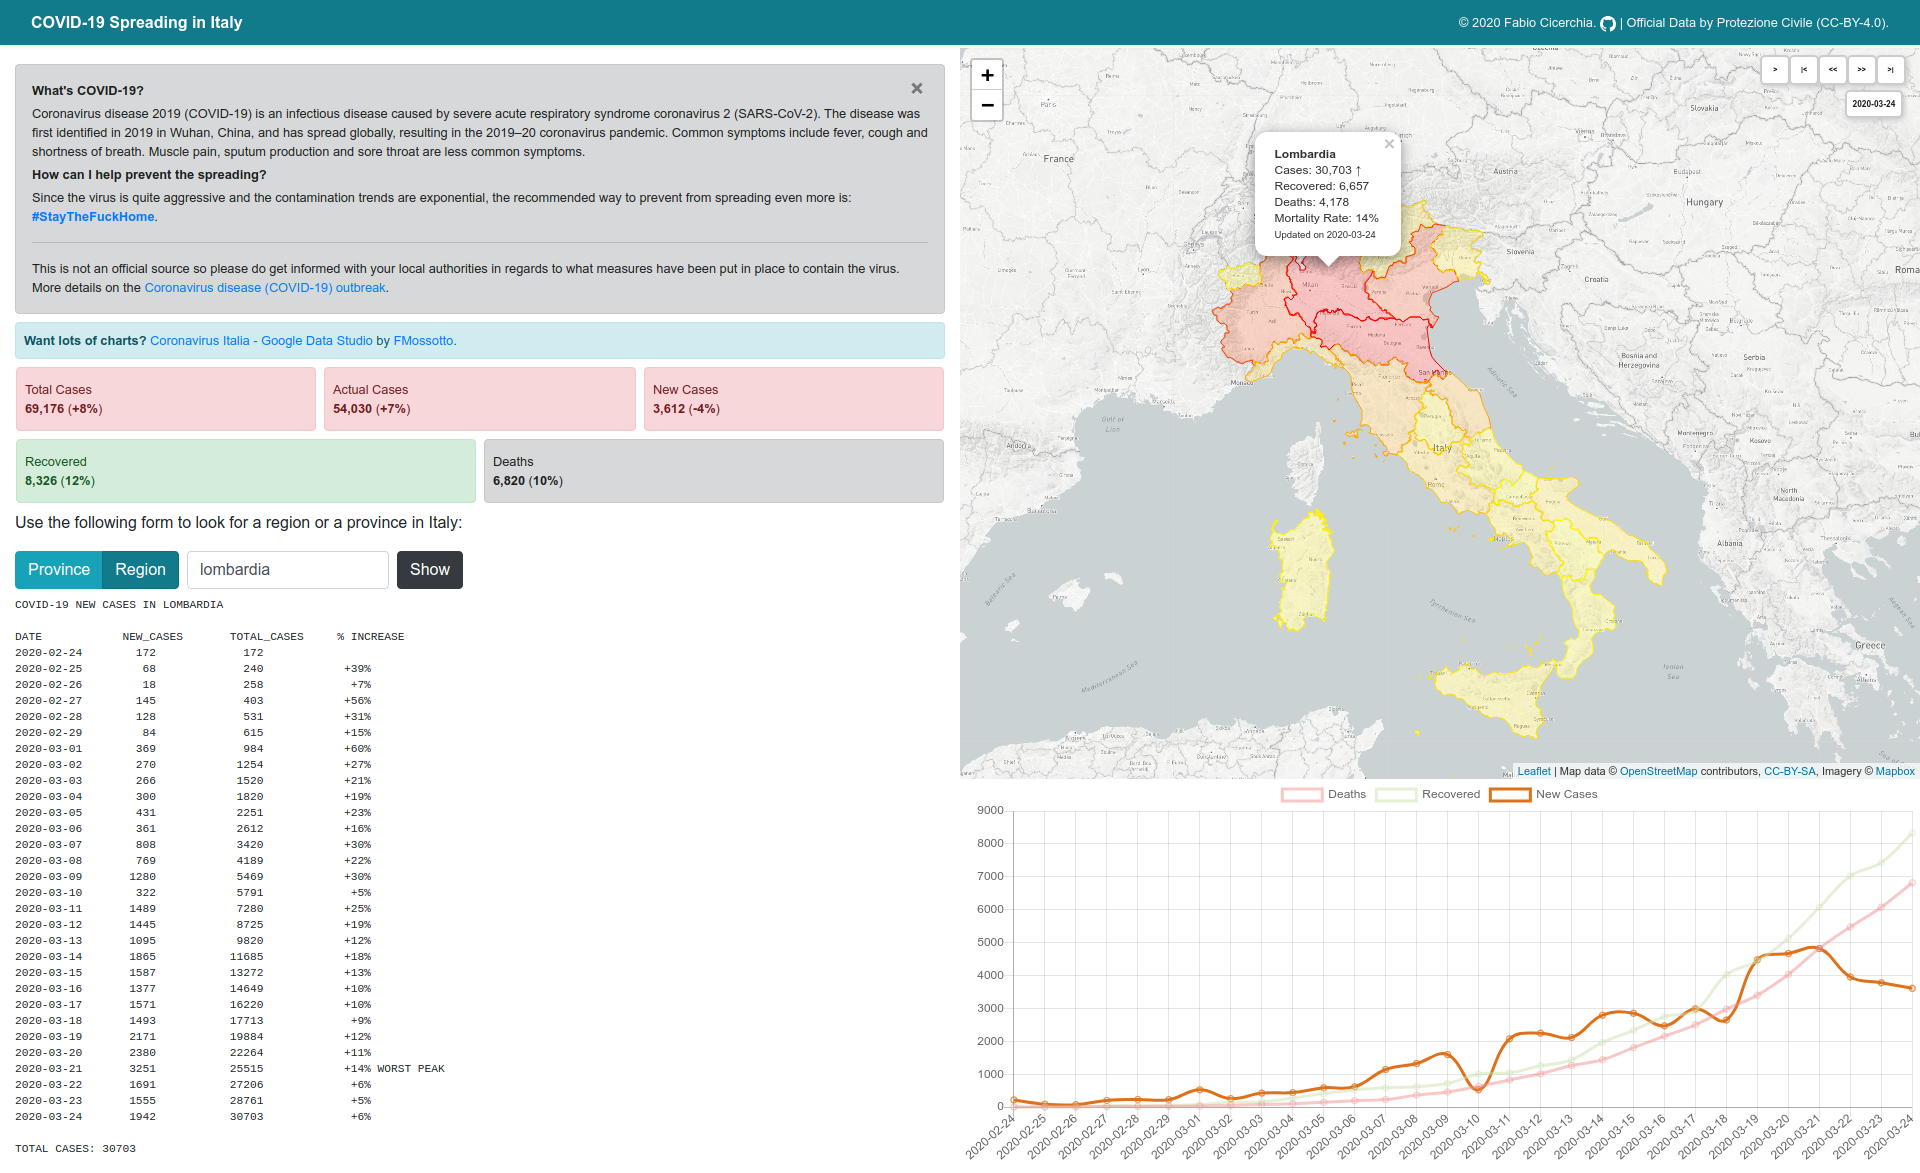 COVID-19 Spreading in Italy
© 2020 Fabio Cicerchia. | Official Data by Protezione Civile (CC-BY-4.0).
What's COVID-19?
×
Coronavirus disease 2019 (COVID-19) is an infectious disease caused by severe acute respiratory syndrome coronavirus 2 (SARS-CoV-2). The disease was
first identified in 2019 in Wuhan, China, and has spread globally, resulting in the 2019–20 coronavirus pandemic. Common symptoms include fever, cough and
shortness of breath. Muscle pain, sputum production and sore throat are less common symptoms.
How can I help prevent the spreading?
Since the virus is quite aggressive and the contamination trends are exponential, the recommended way to prevent from spreading even more is:
#StayTheFuckHome.
This is not an official source so please do get informed with your local authorities in regards to what measures have been put in place to contain the virus.
More details on the Coronavirus disease (COVID-19) outbreak.
Want lots of charts? Coronavirus Italia - Google Data Studio by FMossotto.
Total Cases
69,176 (+8%)
Actual Cases
54,030 (+7%)
New Cases
3,612 (-4%)
Recovered
8,326 (12%)
Deaths
6,820 (10%)
Use the following form to look for a region or a province in Italy:
Province Region lombardia Show
COVID-19 NEW CASES IN LOMBARDIA
DATE NEW_CASES TOTAL_CASES % INCREASE
2020-02-24 172 172
2020-02-25 68 240 +39%
2020-02-26 18 258 +7%
2020-02-27 145 403 +56%
2020-02-28 128 531 +31%
2020-02-29 84 615 +15%
2020-03-01 369 984 +60%
2020-03-02 270 1254 +27%
2020-03-03 266 1520 +21%
2020-03-04 300 1820 +19%
2020-03-05 431 2251 +23%
2020-03-06 361 2612 +16%
2020-03-07 808 3420 +30%
2020-03-08 769 4189 +22%
2020-03-09 1280 5469 +30%
2020-03-10 322 5791 +5%
2020-03-11 1489 7280 +25%
2020-03-12 1445 8725 +19%
2020-03-13 1095 9820 +12%
2020-03-14 1865 11685 +18%
2020-03-15 1587 13272 +13%
2020-03-16 1377 14649 +10%
2020-03-17 1571 16220 +10%
2020-03-18 1493 17713 +9%
2020-03-19 2171 19884 +12%
2020-03-20 2380 22264 +11%
2020-03-21 3251 25515 +14% WORST PEAK
2020-03-22 1691 27206 +6%
2020-03-23 1555 28761 +5%
2020-03-24 1942 30703 +6%
TOTAL CASES: 30703
+
−
> |< << >> >|
2020-03-24
×
Lombardia
Cases: 30,703 ↑
Recovered: 6,657
Deaths: 4,178
Mortality Rate: 14%
Updated on 2020-03-24
Paris
France
Slovakia
Austria
Budapest
Hungary
Slovenia
Croatia
Roma
Milan
Bosnia and
Herzegovina
Serbia
Monaco
Gulf of
Lion
Adriatic Sea
Montenegro
Kosovo
Andorra
Italy
Rome
Barcelona
North
Macedonia
Naples
Albania
Balearic Sea
Tyrrhenian Sea
Aegean Sea
Greece
Ionian
Sea
Mediterranean Sea
Athens
Leaflet | Map data © OpenStreetMap contributors, CC-BY-SA, Imagery © Mapbox
Deaths Recovered New Cases
9000
8000
7000
6000
5000
4000
3000
2000
1000
0
2020-02-24 2020-02-25 2020-02-26 2020-02-27 2020-02-28 2020-02-29 2020-03-01 2020-03-02 2020-03-03 2020-03-04 2020-03-05 2020-03-06 2020-03-07 2020-03-08 2020-03-09 2020-03-10 2020-03-11 2020-03-12 2020-03-13 2020-03-14 2020-03-15 2020-03-16 2020-03-17 2020-03-18 2020-03-19 2020-03-20 2020-03-21 2020-03-22 2020-03-23 2020-03-24